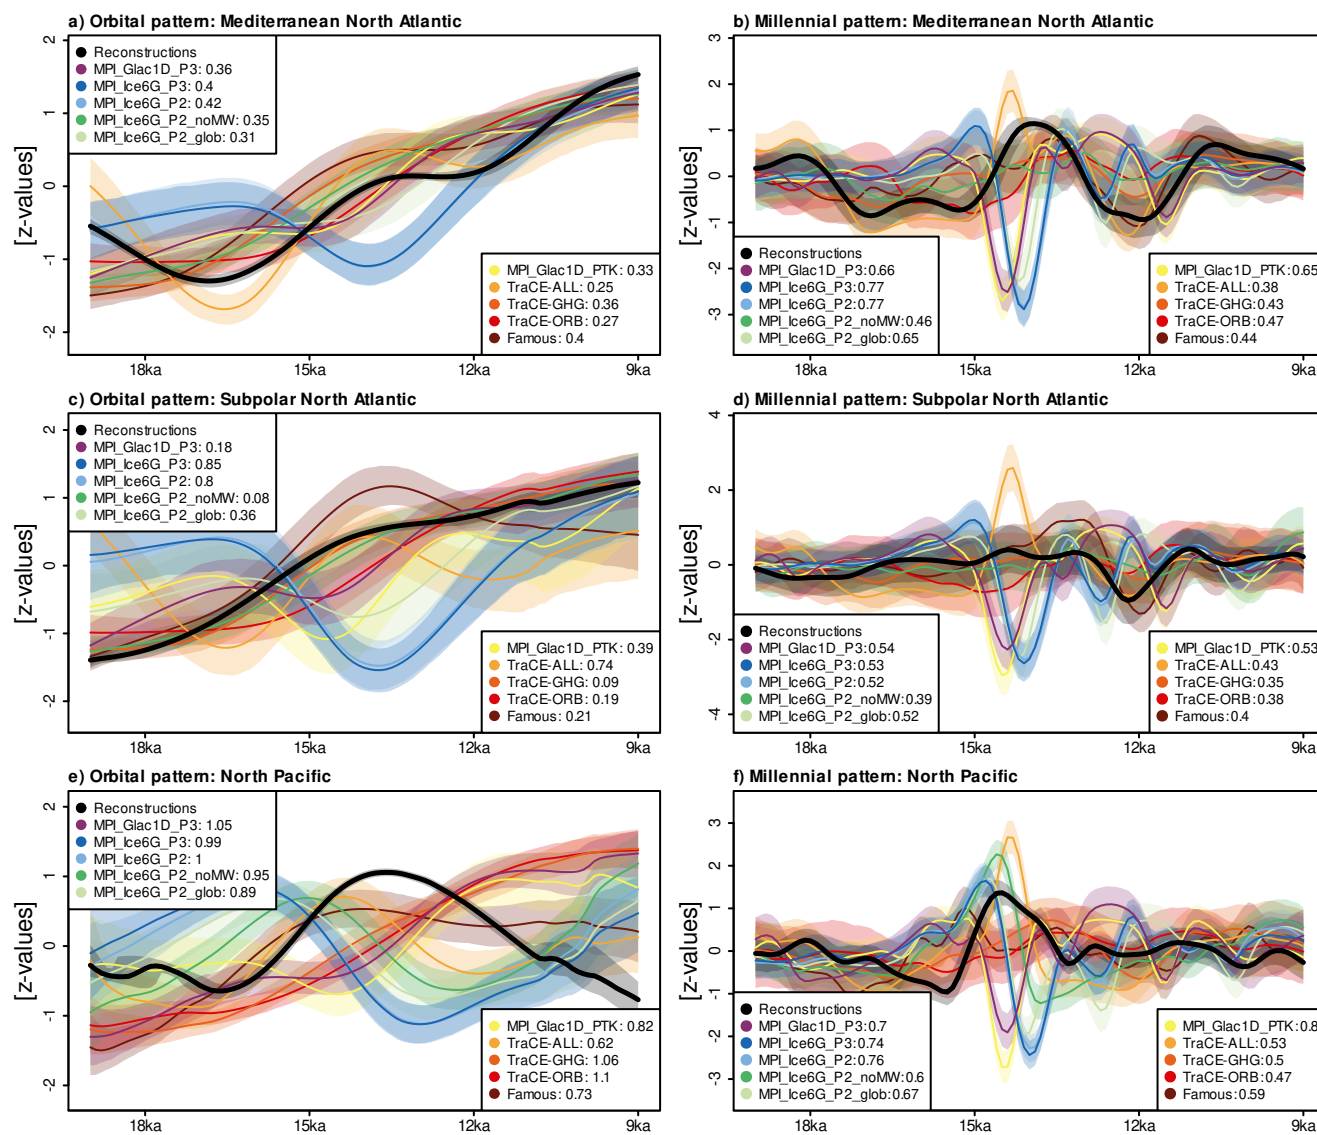 a) Orbital pattern: Mediterranean North Atlantic
[z-values]
2
1
0
-1
-2
Reconstructions
MPI_Glac1D_P3: 0.36
MPI_Ice6G_P3: 0.4
MPI_Ice6G_P2: 0.42
MPI_Ice6G_P2_noMW: 0.35
MPI_Ice6G_P2_glob: 0.31
MPI_Glac1D_PTK: 0.33
TraCE-ALL: 0.25
TraCE-GHG: 0.36
TraCE-ORB: 0.27
Famous: 0.4
18ka 15ka 12ka 9ka
b) Millennial pattern: Mediterranean North Atlantic
[z-values]
3
2
1
0
-1
-2
-3
Reconstructions
MPI_Glac1D_P3:0.66
MPI_Ice6G_P3:0.77
MPI_Ice6G_P2:0.77
MPI_Ice6G_P2_noMW:0.46
MPI_Ice6G_P2_glob:0.65
MPI_Glac1D_PTK:0.65
TraCE-ALL:0.38
TraCE-GHG:0.43
TraCE-ORB:0.47
Famous:0.44
18ka 15ka 12ka 9ka
c) Orbital pattern: Subpolar North Atlantic
[z-values]
2
1
0
-1
-2
Reconstructions
MPI_Glac1D_P3: 0.18
MPI_Ice6G_P3: 0.85
MPI_Ice6G_P2: 0.8
MPI_Ice6G_P2_noMW: 0.08
MPI_Ice6G_P2_glob: 0.36
MPI_Glac1D_PTK: 0.39
TraCE-ALL: 0.74
TraCE-GHG: 0.09
TraCE-ORB: 0.19
Famous: 0.21
18ka 15ka 12ka 9ka
d) Millennial pattern: Subpolar North Atlantic
[z-values]
4
2
0
-2
-4
Reconstructions
MPI_Glac1D_P3:0.54
MPI_Ice6G_P3:0.53
MPI_Ice6G_P2:0.52
MPI_Ice6G_P2_noMW:0.39
MPI_Ice6G_P2_glob:0.52
MPI_Glac1D_PTK:0.53
TraCE-ALL:0.43
TraCE-GHG:0.35
TraCE-ORB:0.38
Famous:0.4
18ka 15ka 12ka 9ka
e) Orbital pattern: North Pacific
[z-values]
2
1
0
-1
-2
Reconstructions
MPI_Glac1D_P3: 1.05
MPI_Ice6G_P3: 0.99
MPI_Ice6G_P2: 1
MPI_Ice6G_P2_noMW: 0.95
MPI_Ice6G_P2_glob: 0.89
MPI_Glac1D_PTK: 0.82
TraCE-ALL: 0.62
TraCE-GHG: 1.06
TraCE-ORB: 1.1
Famous: 0.73
18ka 15ka 12ka 9ka
f) Millennial pattern: North Pacific
[z-values]
3
2
1
0
-1
-2
-3
Reconstructions
MPI_Glac1D_P3:0.7
MPI_Ice6G_P3:0.74
MPI_Ice6G_P2:0.76
MPI_Ice6G_P2_noMW:0.6
MPI_Ice6G_P2_glob:0.67
MPI_Glac1D_PTK:0.8
TraCE-ALL:0.53
TraCE-GHG:0.5
TraCE-ORB:0.47
Famous:0.59
18ka 15ka 12ka 9ka